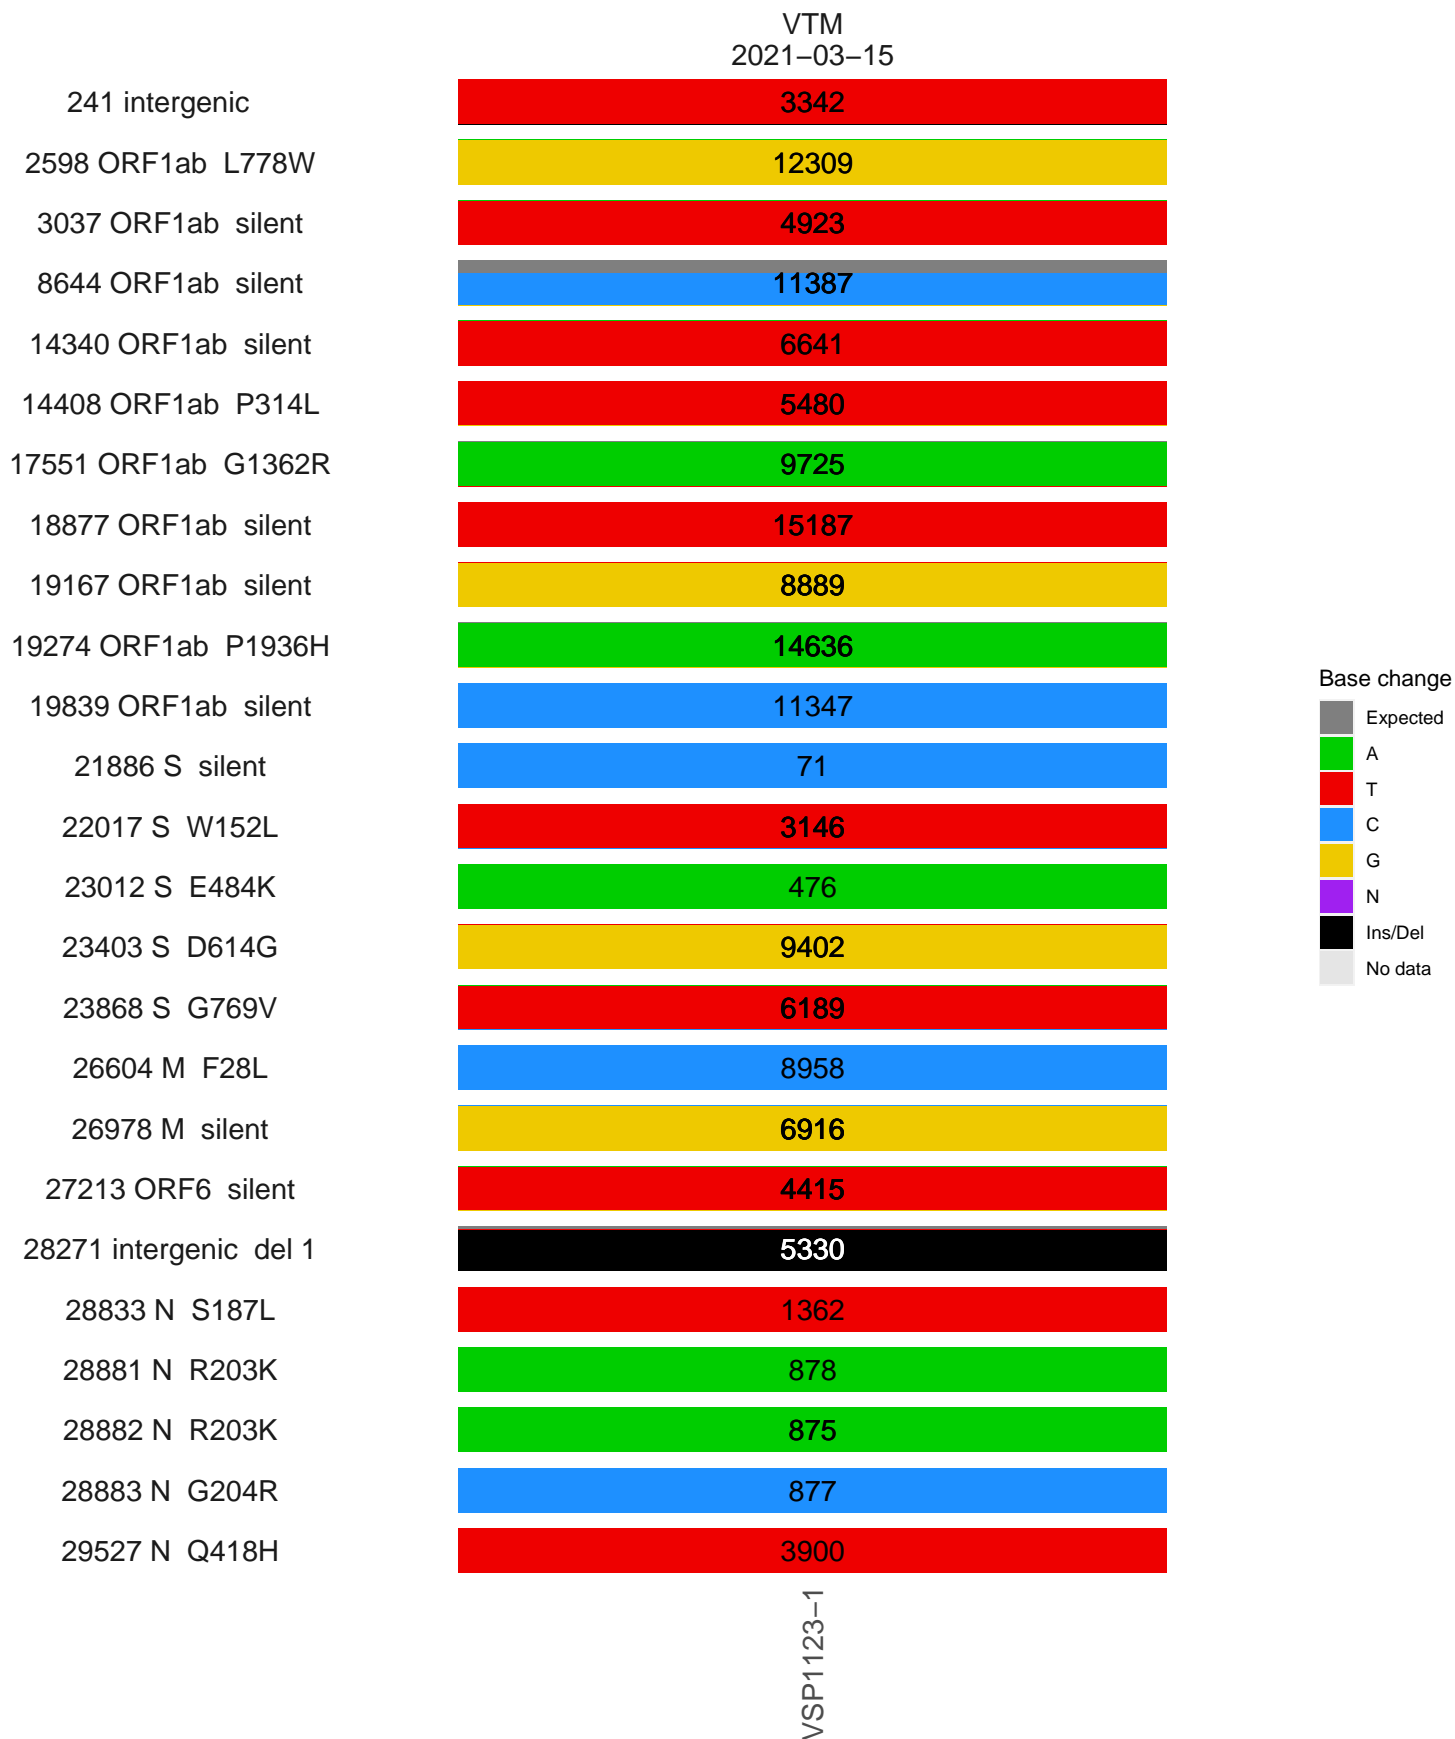 VTM
2021−03−15
241 intergenic 3342
2598 ORF1ab L778W 12309
3037 ORF1ab silent 4923
8644 ORF1ab silent 11387
14340 ORF1ab silent 6641
14408 ORF1ab P314L 5480
17551 ORF1ab G1362R 9725
18877 ORF1ab silent 15187
19167 ORF1ab silent 8889
19274 ORF1ab P1936H 14636
19839 ORF1ab silent 11347
21886 S silent 71
22017 S W152L 3146
23012 S E484K 476
23403 S D614G 9402
23868 S G769V 6189
26604 M F28L 8958
26978 M silent 6916
27213 ORF6 silent 4415
28271 intergenic del 1 5330
28833 N S187L 1362
28881 N R203K 878
28882 N R203K 875
28883 N G204R 877
29527 N Q418H 3900
VSP1123−1
Base change
Expected
A
T
C
G
N
Ins/Del
No data